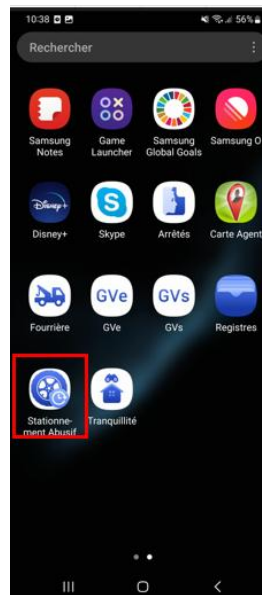 10:38 56%
Rechercher
Samsung Notes
Game Launcher
Samsung Global Goals
Samsung O
Disney+
Disney+
Skype
Arrêtés
Carte Agent
GVe
GVs
Fourrière
GVe
GVs
Registres
Stationne-
ment Abusif
Tranquillité